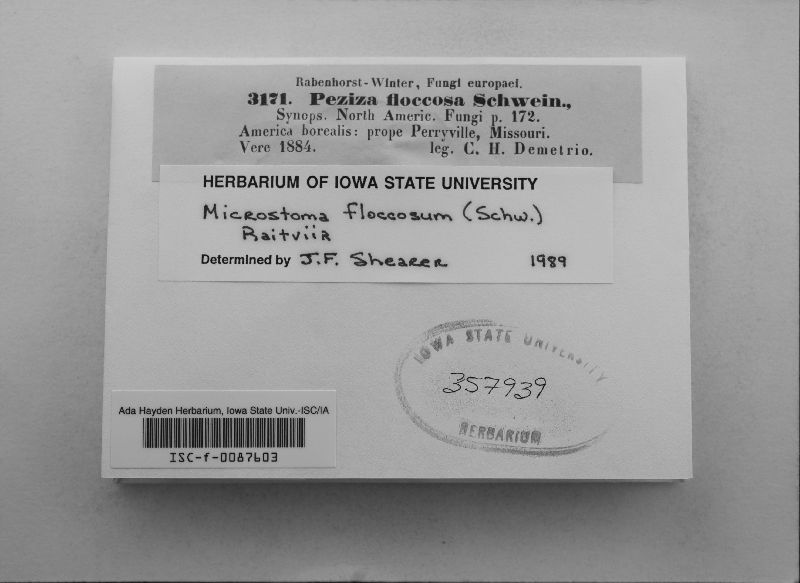 Rabenhorst-Winter, Fungi europaei.
3171. Peziza floccosa Schwein.,
Synops. North Americ. Fungi p. 172.
America borealis: prope Perryville, Missouri.
Vere 1884. leg. C. H. Demetrio.
HERBARIUM OF IOWA STATE UNIVERSITY
Microstoma floccosum (Schw.)
Raitviir
Determined by J.F. Shearer 1989
IOWA STATE UNIVERSITY
357939
HERBARIUM
Ada Hayden Herbarium, Iowa State Univ.-ISC/IA
ISC-f-0087603